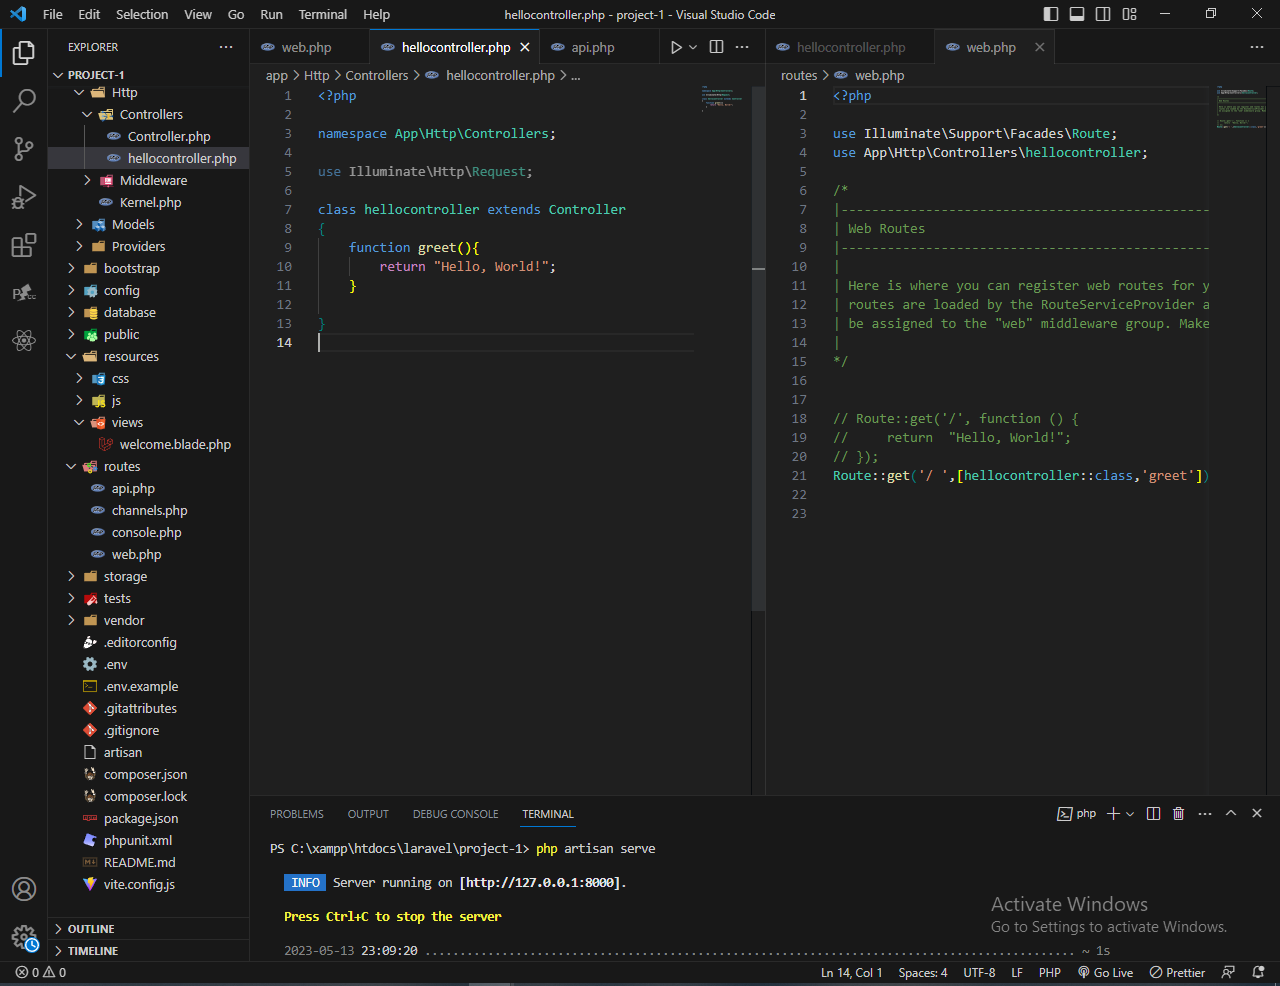 File Edit Selection View Go Run Terminal Help
hellocontroller.php - project-1 - Visual Studio Code
EXPLORER
PROJECT-1
Http
Controllers
Controller.php
hellocontroller.php
Middleware
Kernel.php
Models
Providers
bootstrap
config
database
public
resources
css
js
views
welcome.blade.php
routes
api.php
channels.php
console.php
web.php
storage
tests
vendor
.editorconfig
.env
.env.example
.gitattributes
.gitignore
artisan
composer.json
composer.lock
package.json
phpunit.xml
README.md
vite.config.js
OUTLINE
TIMELINE
web.php hellocontroller.php api.php
app > Http > Controllers > hellocontroller.php > ...
1 <?php
2
3 namespace App\Http\Controllers;
4
5 use Illuminate\Http\Request;
6
7 class hellocontroller extends Controller
8 {
9     function greet(){
10         return "Hello, World!";
11     }
12
13 }
14
hellocontroller.php web.php
routes > web.php
1 <?php
2
3 use Illuminate\Support\Facades\Route;
4 use App\Http\Controllers\hellocontroller;
5
6 /*
7 |------------------------------------------------
8 | Web Routes
9 |------------------------------------------------
10 |
11 | Here is where you can register web routes for y
12 | routes are loaded by the RouteServiceProvider a
13 | be assigned to the "web" middleware group. Make
14 |
15 */
16
17
18 // Route::get('/', function () {
19 //     return  "Hello, World!";
20 // });
21 Route::get('/ ',[hellocontroller::class,'greet'])
22
23
PROBLEMS OUTPUT DEBUG CONSOLE TERMINAL
php
PS C:\xampp\htdocs\laravel\project-1> php artisan serve
INFO Server running on [http://127.0.0.1:8000].
Press Ctrl+C to stop the server
2023-05-13 23:09:20 ..................................................................................... ~ 1s
Activate Windows
Go to Settings to activate Windows.
0 0
Ln 14, Col 1 Spaces: 4 UTF-8 LF PHP Go Live Prettier